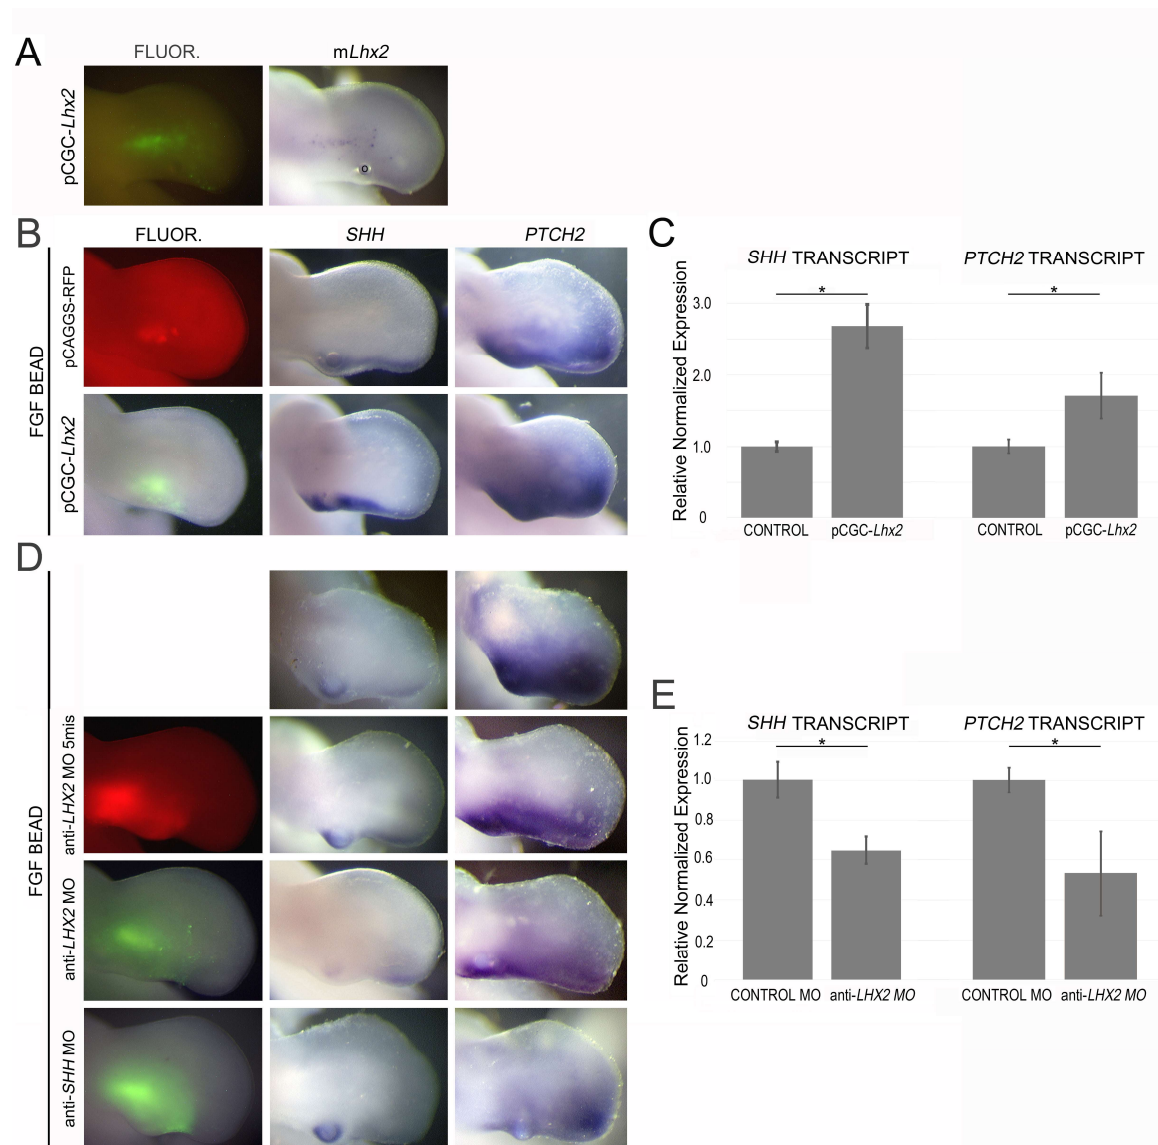 A
FLUOR.
mLhx2
pCGC-Lhx2
B
FLUOR.
SHH
PTCH2
FGF BEAD
pCAGGS-RFP
pCGC-Lhx2
C
SHH TRANSCRIPT
PTCH2 TRANSCRIPT
Relative Normalized Expression
3.0
2.0
1.0
0
*
*
CONTROL
pCGC-Lhx2
CONTROL
pCGC-Lhx2
D
FGF BEAD
anti-LHX2 MO 5mis
anti-LHX2 MO
anti-SHH MO
E
SHH TRANSCRIPT
PTCH2 TRANSCRIPT
Relative Normalized Expression
1.2
1.0
0.8
0.6
0.4
0.2
0
*
*
CONTROL MO
anti-LHX2 MO
CONTROL MO
anti-LHX2 MO